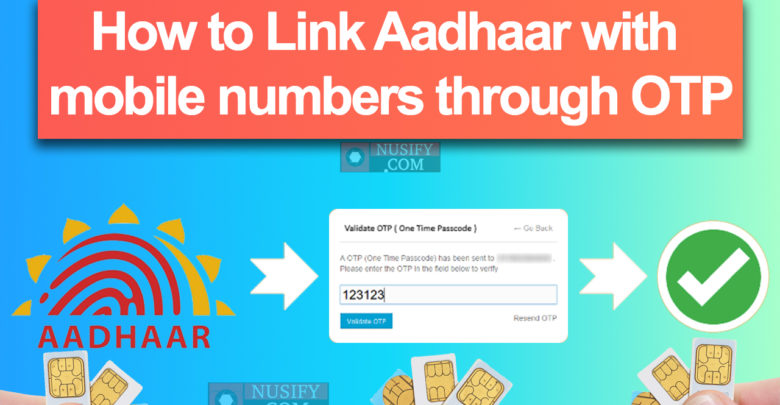 How to Link Aadhaar with
mobile numbers through OTP
NUSIFY
.COM
Validate OTP ( One Time Passcode )
Go Back
A OTP (One Time Passcode) has been sent to
Please enter the OTP in the field below to verify
123123
Validate OTP
Resend OTP
AADHAAR
NUSIFY
.COM